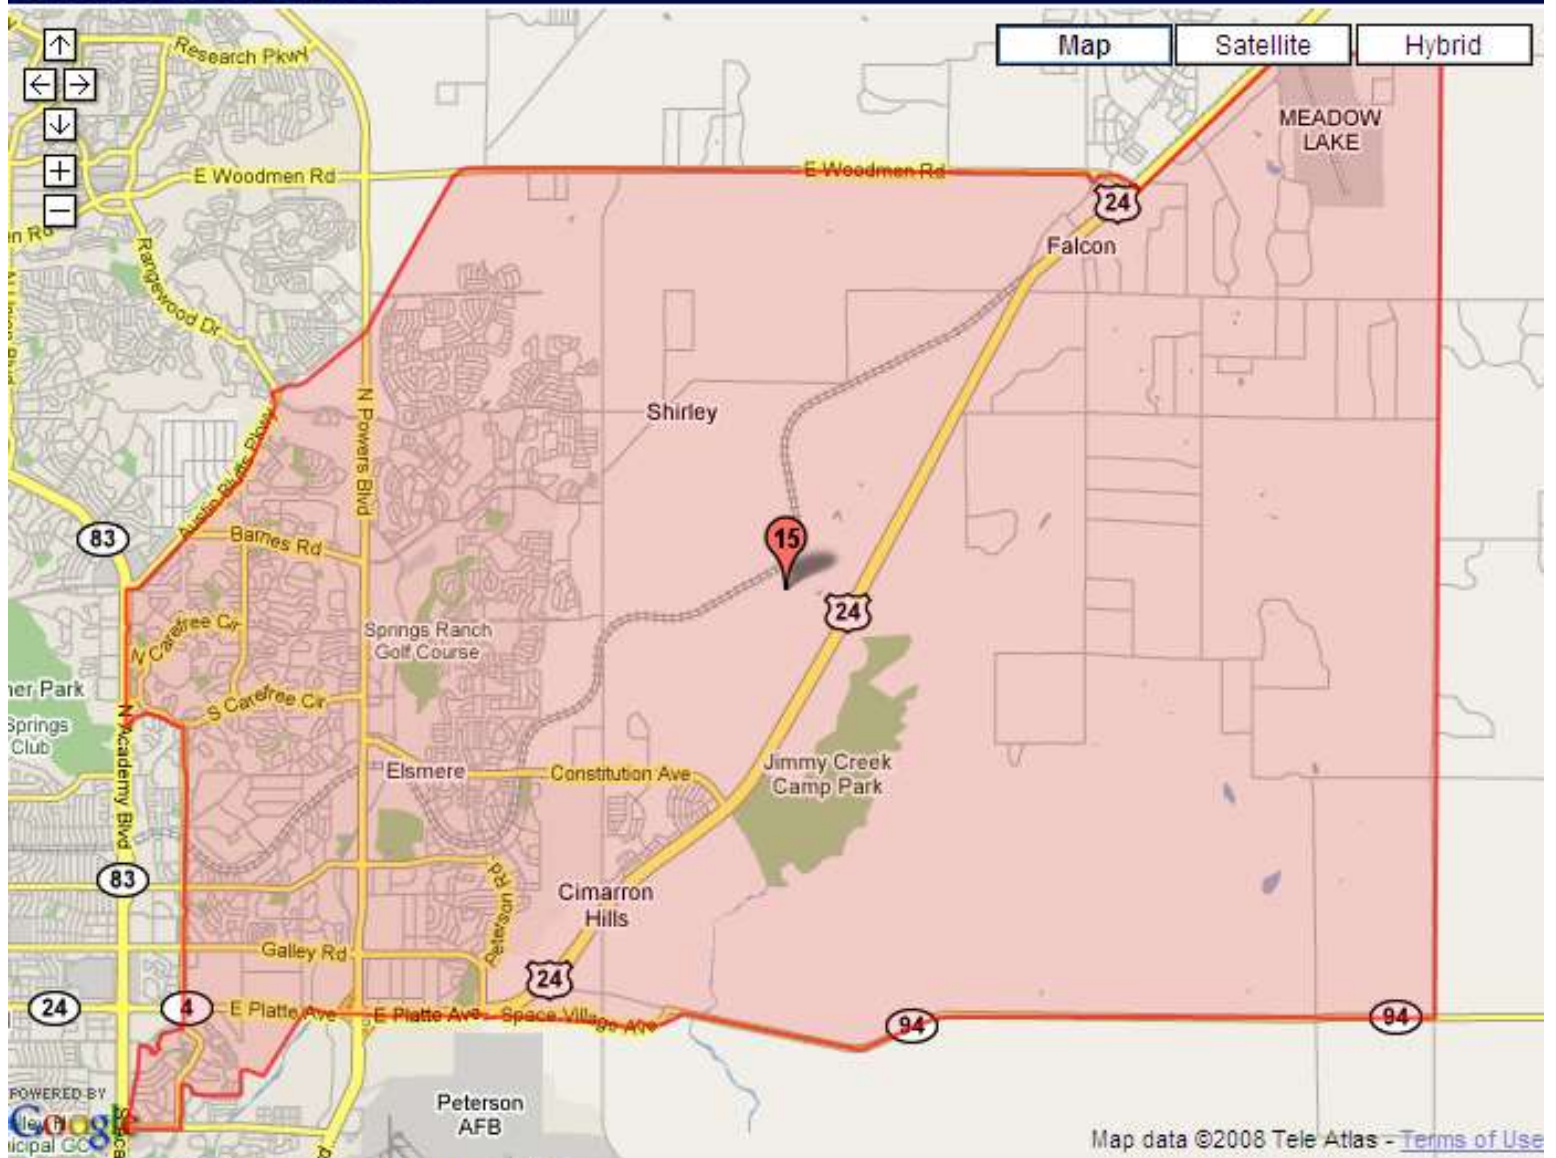 Map
Satellite
Hybrid
Research Pkwy
MEADOW
LAKE
E Woodmen Rd
E Woodmen Rd
24
Rangewood Dr
Falcon
N Powers Blvd
Shirley
Austin Bluffs Pkwy
83
Barnes Rd
15
24
N Carefree Cir
Springs Ranch
Golf Course
S Carefree Cir
Park
Springs
Club
N Academy Blvd
Elsmere
Constitution Ave
Jimmy Creek
Camp Park
83
Peterson Rd
Cimarron
Hills
Galley Rd
24
24
4
E Platte Ave
E Platte Ave
Space Village Ave
94
94
POWERED BY
Google
Peterson
AFB
Map data ©2008 Tele Atlas - Terms of Use